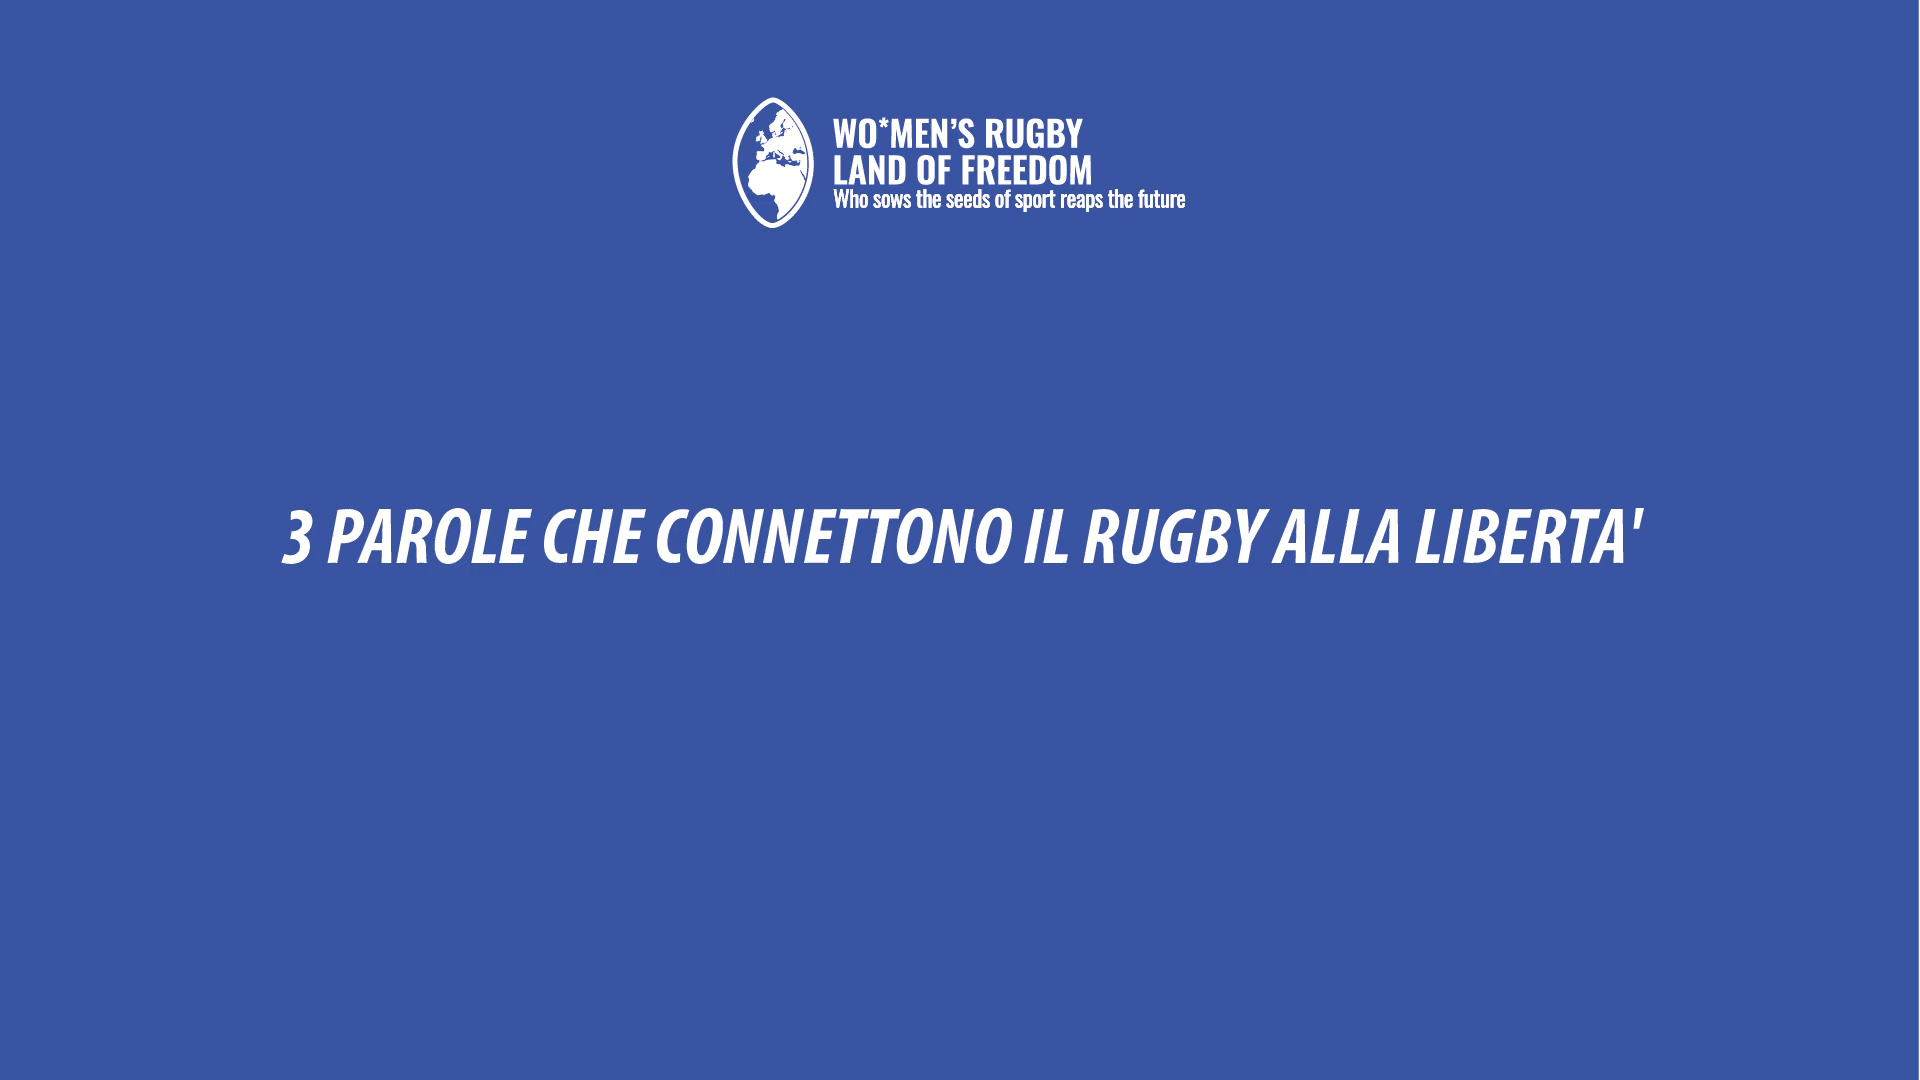 WO*MEN'S RUGBY
LAND OF FREEDOM
Who sows the seeds of sport reaps the future
3 PAROLE CHE CONNETTONO IL RUGBY ALLA LIBERTA'